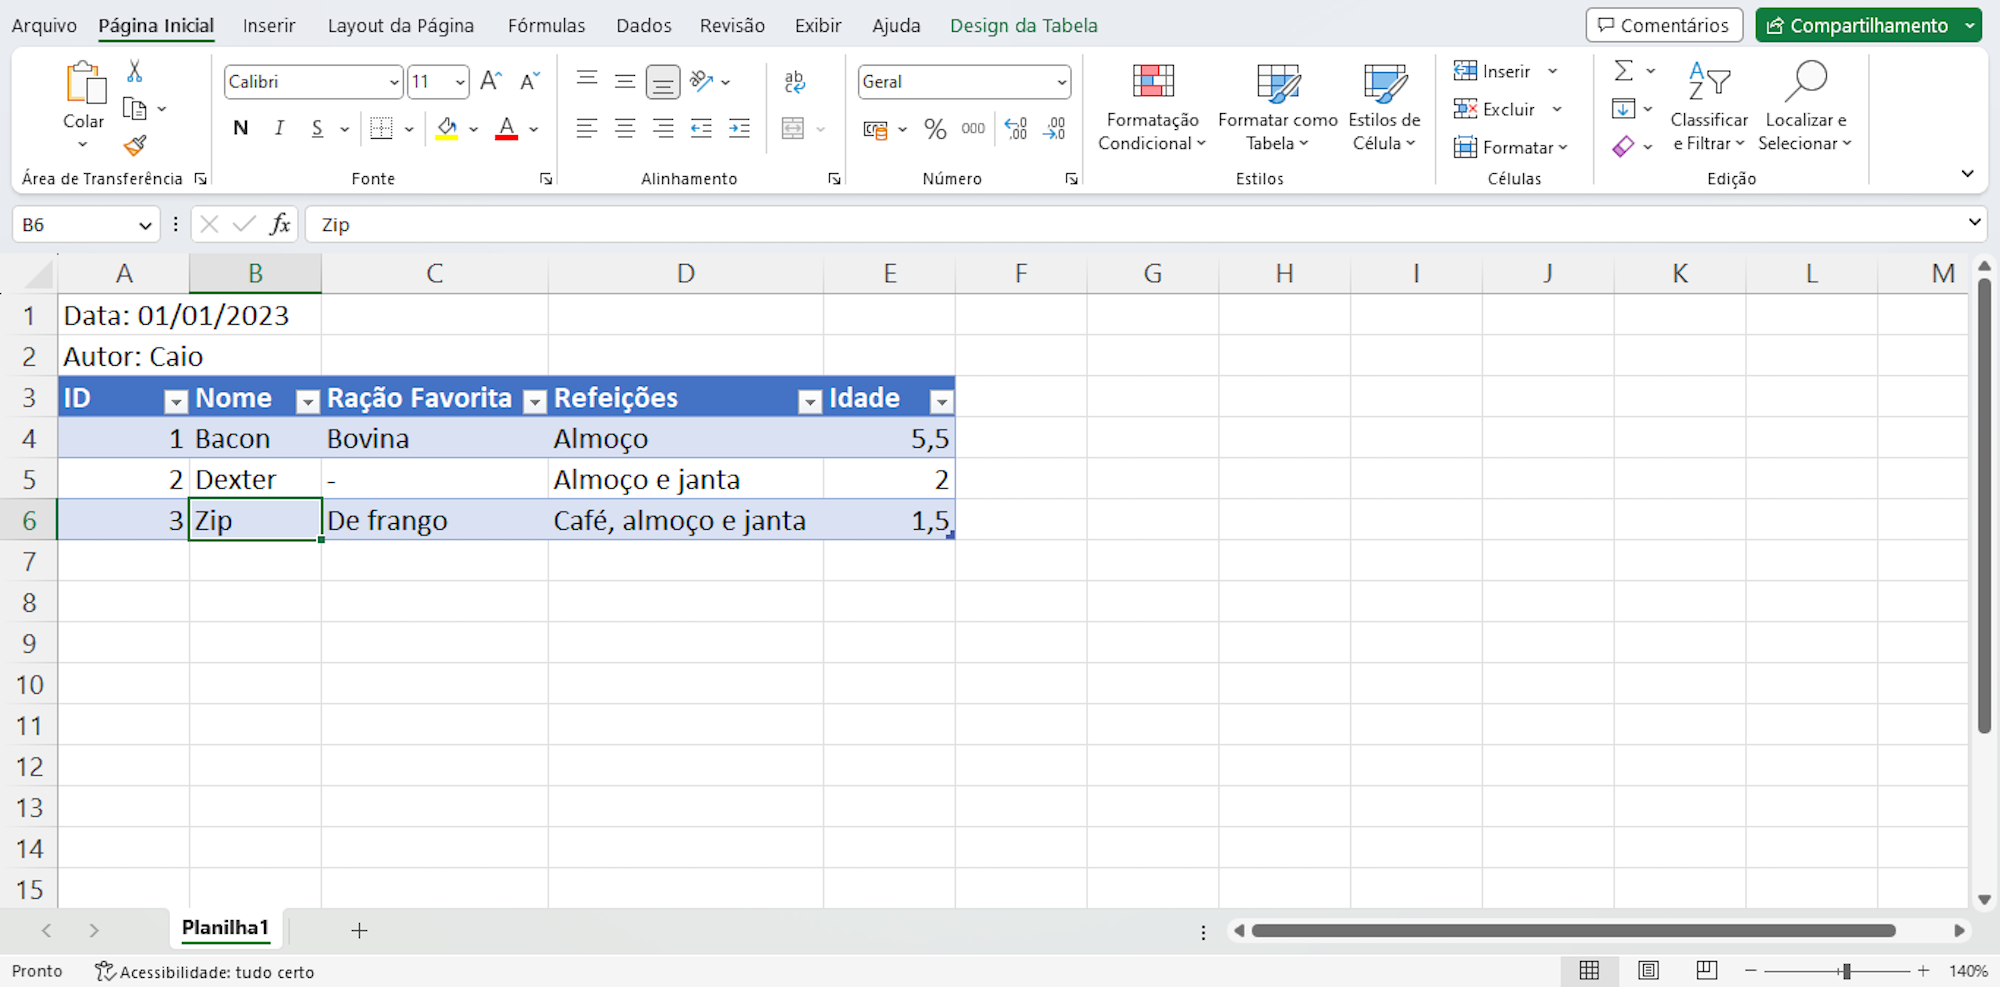 Arquivo Página Inicial Inserir Layout da Página Fórmulas Dados Revisão Exibir Ajuda Design da Tabela Comentários Compartilhamento
Colar
Área de Transferência
Calibri 11
N I S A
Fonte
ab
Alinhamento
Geral
% 000
Número
Formatação Condicional
Formatar como Tabela
Estilos de Célula
Estilos
Inserir
Excluir
Formatar
Células
Classificar e Filtrar
Localizar e Selecionar
Edição
B6 fx Zip
A B C D E F G H I J K L M
1 Data: 01/01/2023
2 Autor: Caio
3 ID Nome Ração Favorita Refeições Idade
4 1 Bacon Bovina Almoço 5,5
5 2 Dexter - Almoço e janta 2
6 3 Zip De frango Café, almoço e janta 1,5
7
8
9
10
11
12
13
14
15
Planilha1
Pronto Acessibilidade: tudo certo 140%